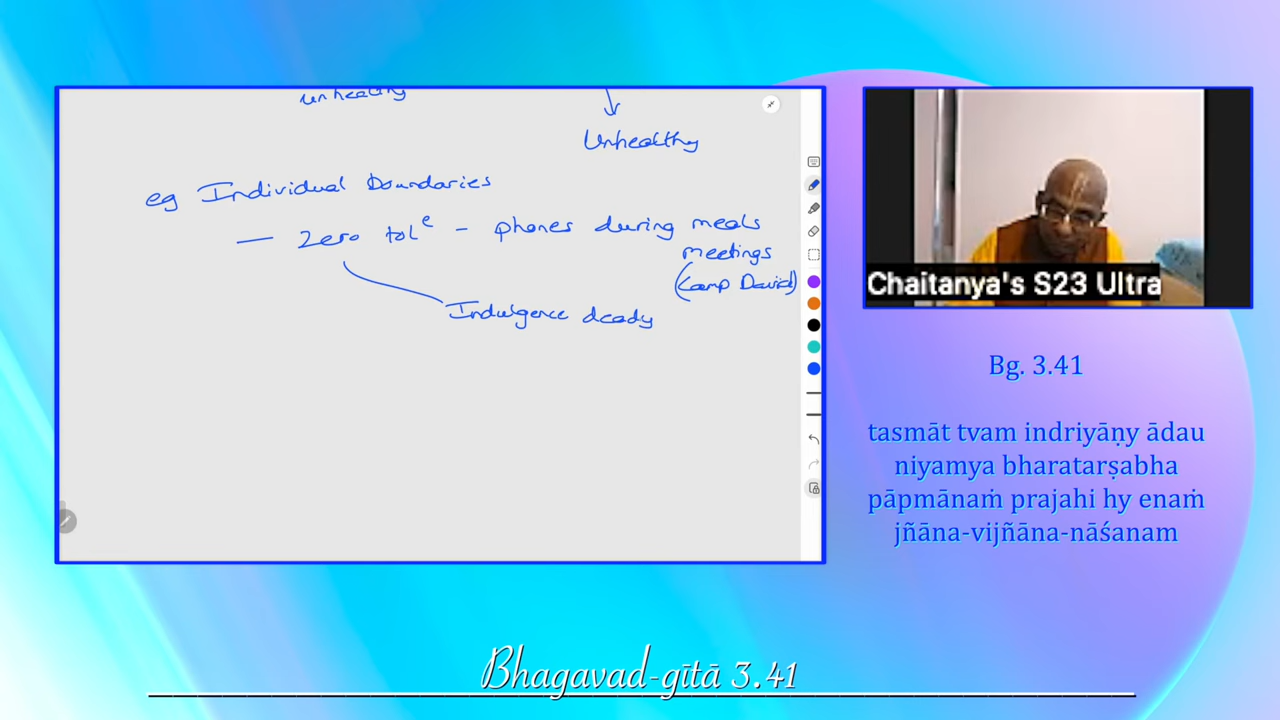 unhealthy
Unhealthy
eg Individual Boundaries
— Zero tolᵉ – phones during meals
meetings
(Camp David)
Indulgence deady
Chaitanya's S23 Ultra
Bg. 3.41
tasmāt tvam indriyāṇy ādau
niyamya bharatarṣabha
pāpmānaṁ prajahi hy enaṁ
jñāna-vijñāna-nāśanam
Bhagavad-gītā 3.41